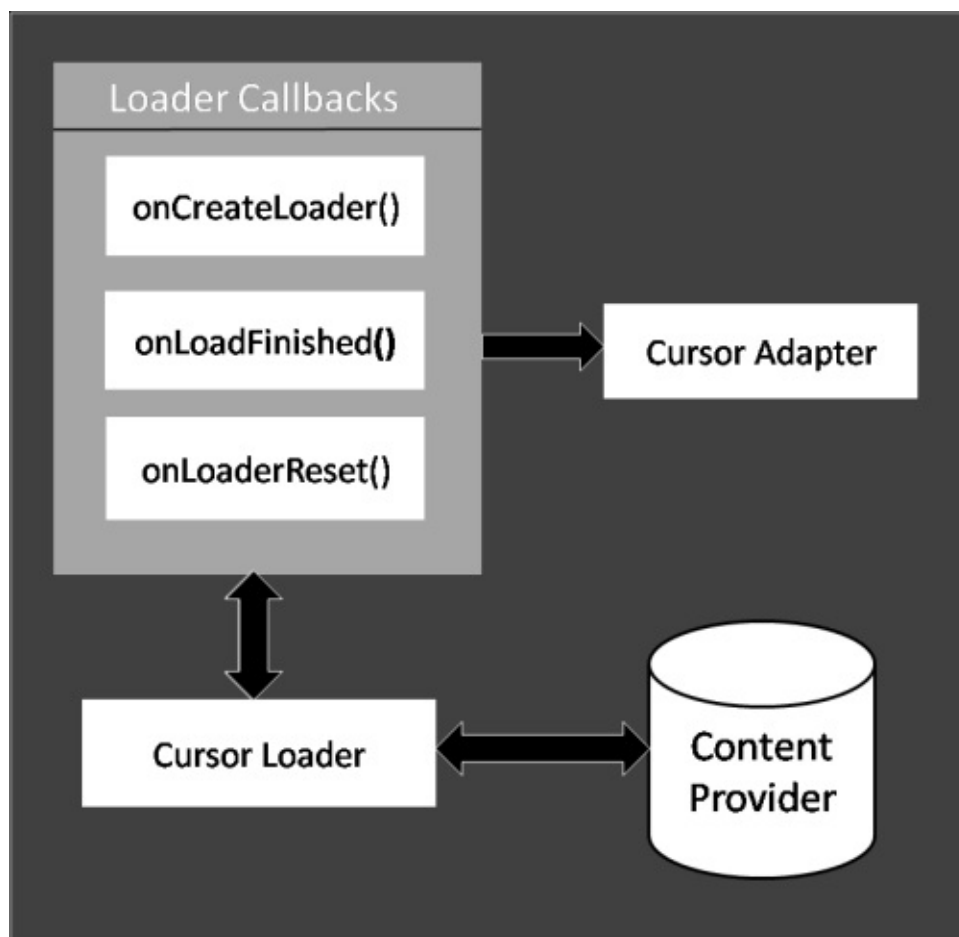 Loader Callbacks
onCreateLoader()
onLoadFinished()
onLoaderReset()
Cursor Adapter
Cursor Loader
Content
Provider